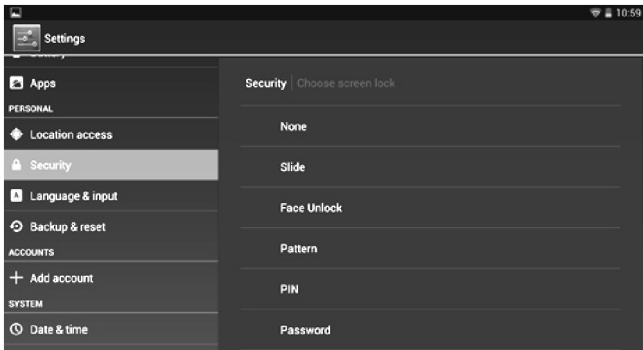 10:59
Settings
Battery
Apps
PERSONAL
Location access
Security
Language & input
Backup & reset
ACCOUNTS
Add account
SYSTEM
Date & time
Security | Choose screen lock
None
Slide
Face Unlock
Pattern
PIN
Password